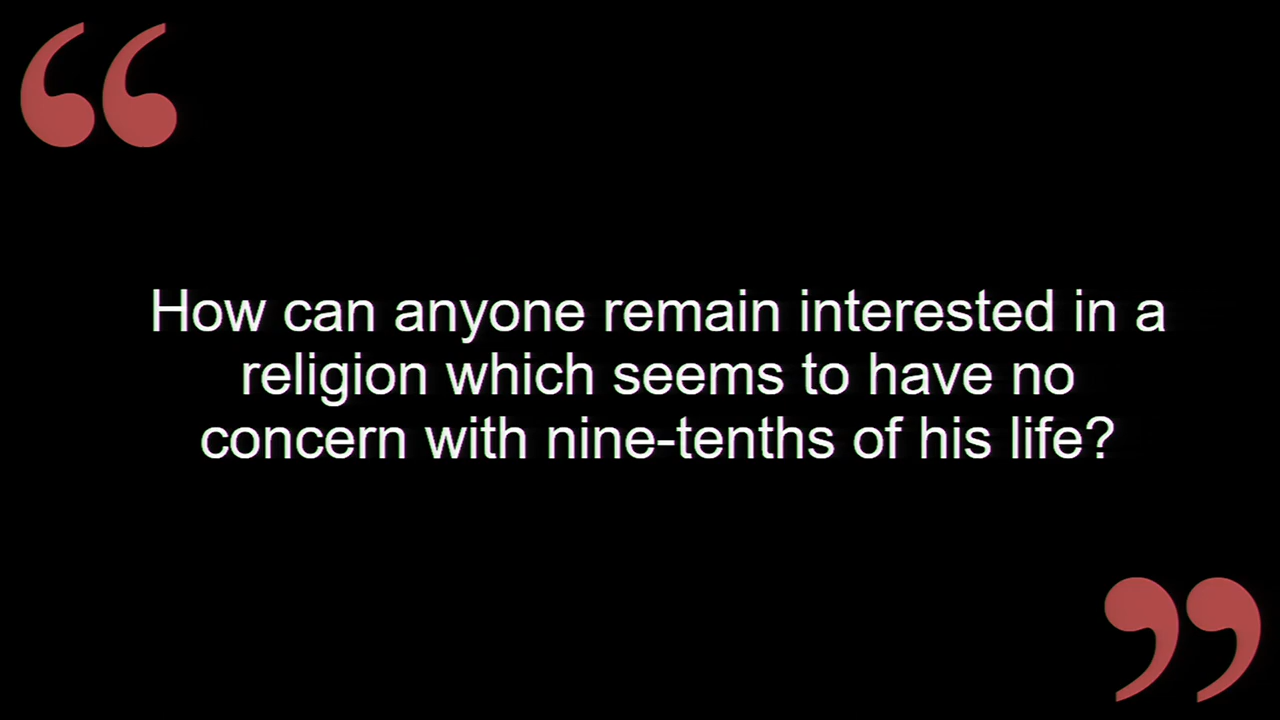 How can anyone remain interested in a
religion which seems to have no
concern with nine-tenths of his life?